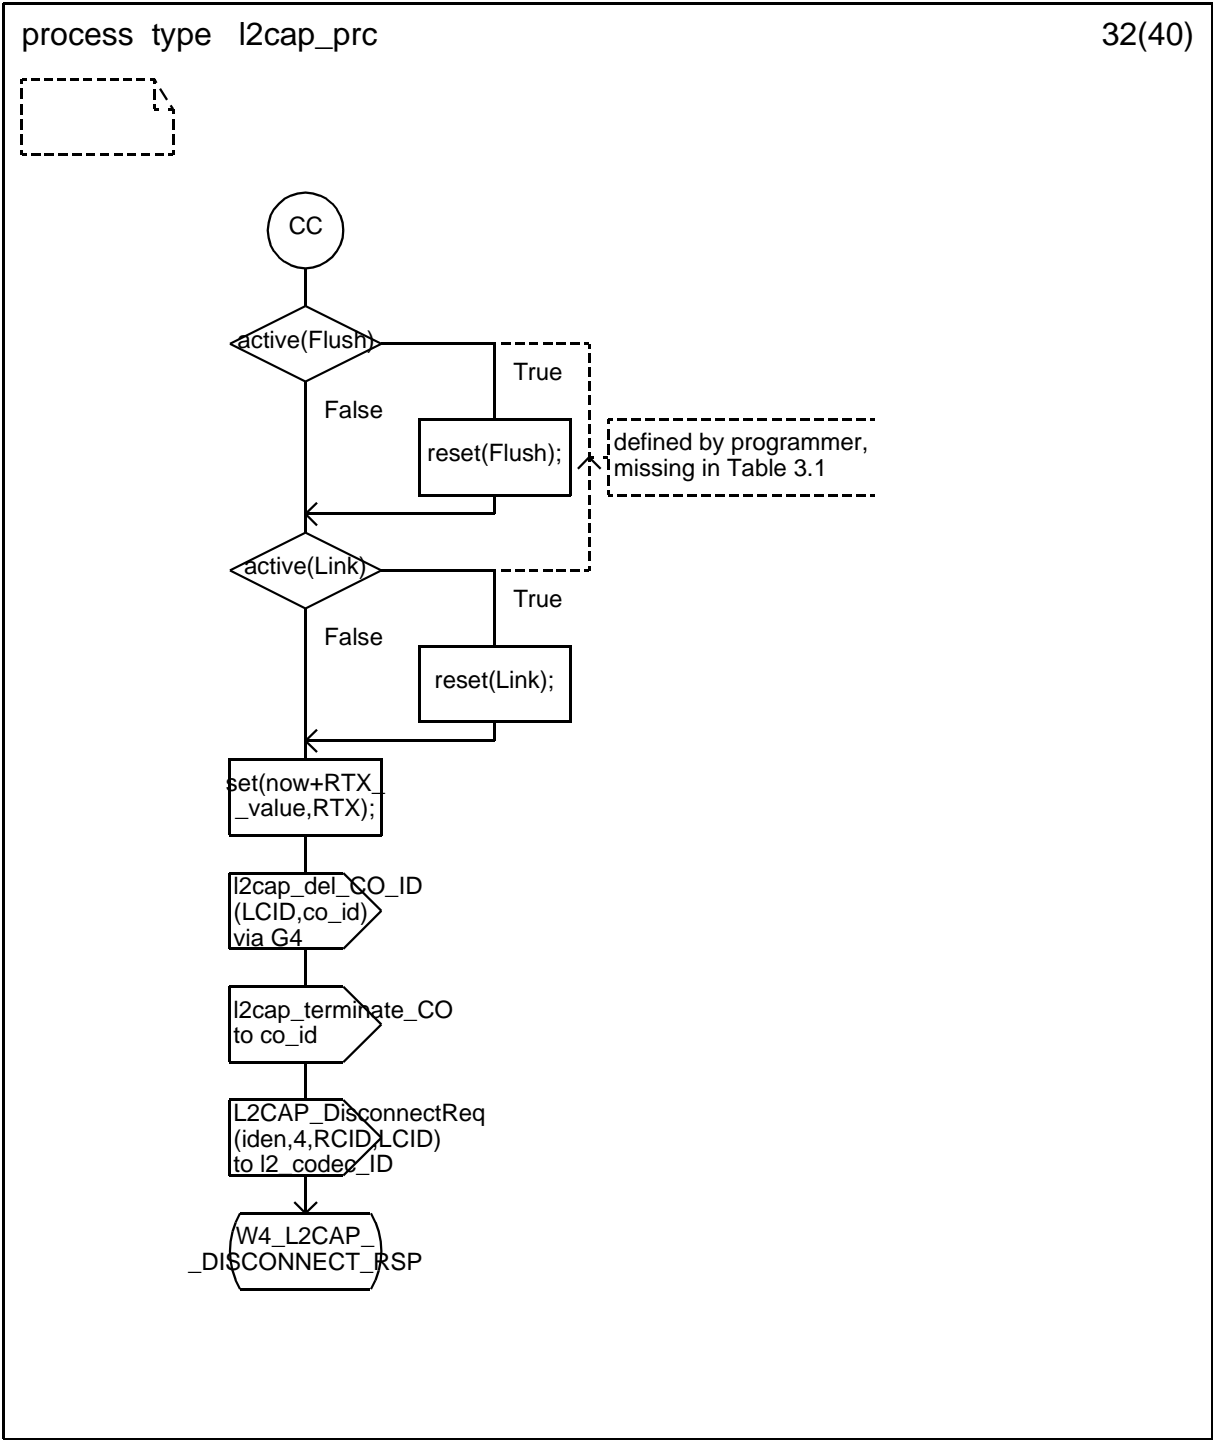 process type l2cap_prc
32(40)
CC
active(Flush)
True
False
reset(Flush);
defined by programmer,
missing in Table 3.1
active(Link)
True
False
reset(Link);
set(now+RTX_
_value,RTX);
l2cap_del_CO_ID
(LCID,co_id)
via G4
l2cap_terminate_CO
to co_id
L2CAP_DisconnectReq
(iden,4,RCID,LCID)
to l2_codec_ID
W4_L2CAP_
_DISCONNECT_RSP